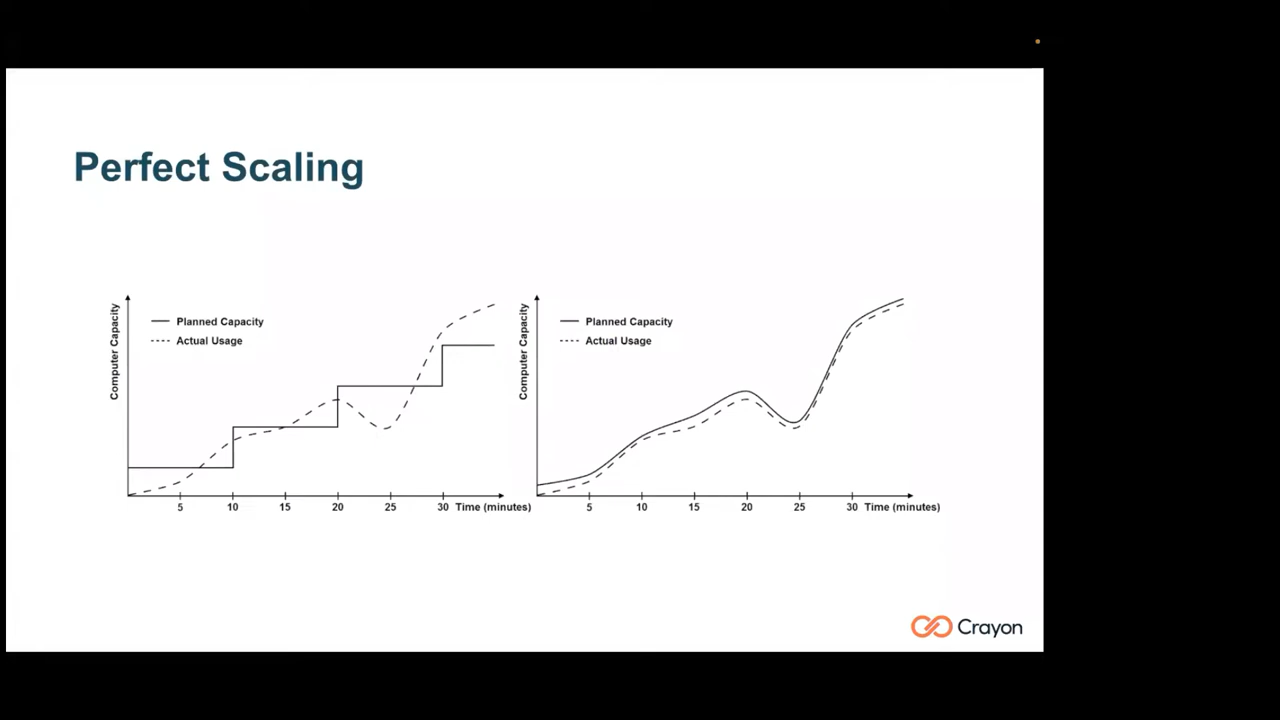 Perfect Scaling
Computer Capacity
Planned Capacity
Actual Usage
5 10 15 20 25 30 Time (minutes)
Computer Capacity
Planned Capacity
Actual Usage
5 10 15 20 25 30 Time (minutes)
Crayon